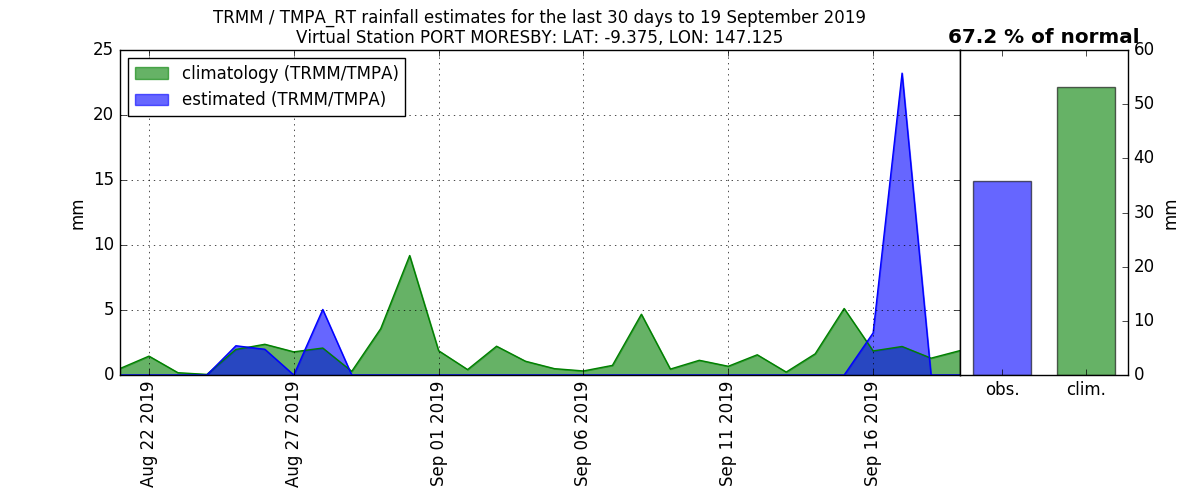 TRMM / TMPA_RT rainfall estimates for the last 30 days to 19 September 2019
Virtual Station PORT MORESBY: LAT: -9.375, LON: 147.125
67.2 % of normal
climatology (TRMM/TMPA)
estimated (TRMM/TMPA)
25
20
15
10
5
0
mm
Aug 22 2019
Aug 27 2019
Sep 01 2019
Sep 06 2019
Sep 11 2019
Sep 16 2019
obs.
clim.
60
50
40
30
20
10
0
mm